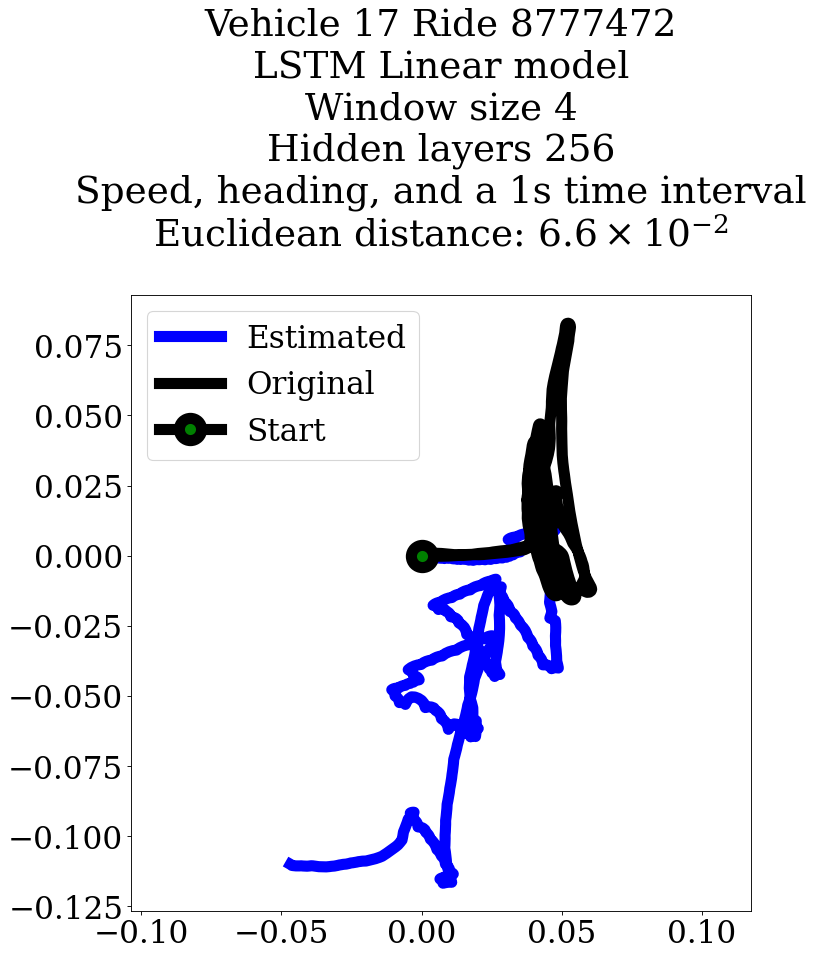 Vehicle 17 Ride 8777472
LSTM Linear model
Window size 4
Hidden layers 256
Speed, heading, and a 1s time interval
Euclidean distance: 6.6 × 10⁻²
Estimated
Original
Start
0.075
0.050
0.025
0.000
−0.025
−0.050
−0.075
−0.100
−0.125
−0.10 −0.05 0.00 0.05 0.10